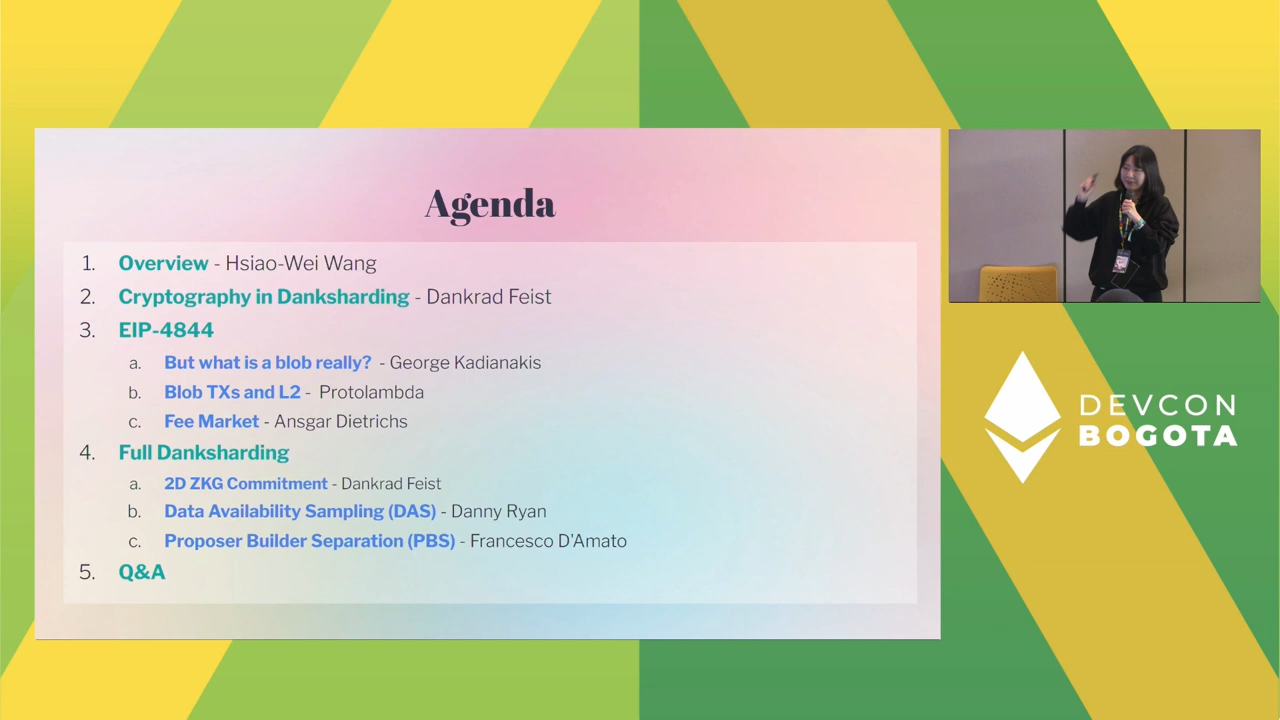 Agenda
1. Overview - Hsiao-Wei Wang
2. Cryptography in Danksharding - Dankrad Feist
3. EIP-4844
a. But what is a blob really? - George Kadianakis
b. Blob TXs and L2 - Protolambda
c. Fee Market - Ansgar Dietrichs
4. Full Danksharding
a. 2D ZKG Commitment - Dankrad Feist
b. Data Availability Sampling (DAS) - Danny Ryan
c. Proposer Builder Separation (PBS) - Francesco D'Amato
5. Q&A
DEVCON
BOGOTA